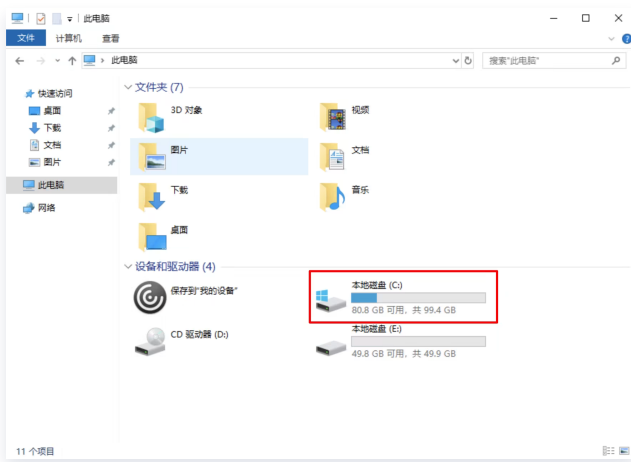 此电脑
文件 计算机 查看
此电脑 搜索"此电脑"
快速访问
桌面
下载
文档
图片
此电脑
网络
文件夹 (7)
3D 对象 视频
图片 文档
下载 音乐
桌面
设备和驱动器 (4)
保存到"我的设备" 本地磁盘 (C:)
80.8 GB 可用，共 99.4 GB
CD 驱动器 (D:) 本地磁盘 (E:)
49.8 GB 可用，共 49.9 GB
11 个项目